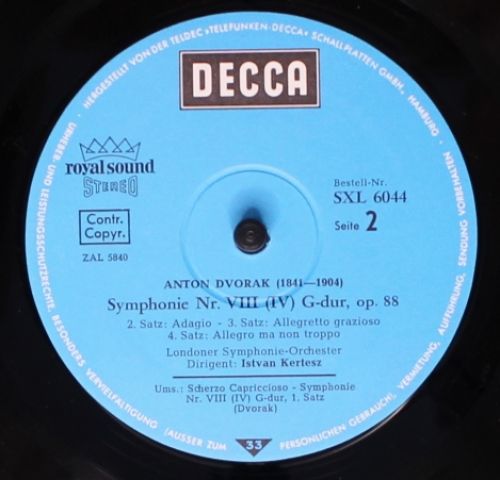 HERGESTELLT VON DER TELDEC »TELEFUNKEN-DECCA« SCHALLPLATTEN GMBH., HAMBURG
DECCA
royal sound
STEREO
Contr.
Copyr.
ZAL 5840
Bestell-Nr.
SXL 6044
Seite 2
ANTON DVORAK (1841—1904)
Symphonie Nr. VIII (IV) G-dur, op. 88
2. Satz: Adagio - 3. Satz: Allegretto grazioso
4. Satz: Allegro ma non troppo
Londoner Symphonie-Orchester
Dirigent: Istvan Kertesz
Ums.: Scherzo Capriccioso - Symphonie
Nr. VIII (IV) G-dur, 1. Satz
(Dvorak)
33
URHEBER- UND LEISTUNGSSCHUTZRECHTE, BESONDERS VERVIELFÄLTIGUNG (AUSSER ZUM PERSÖNLICHEN GEBRAUCH), VERMIETUNG, AUFFÜHRUNG, SENDUNG VORBEHALTEN